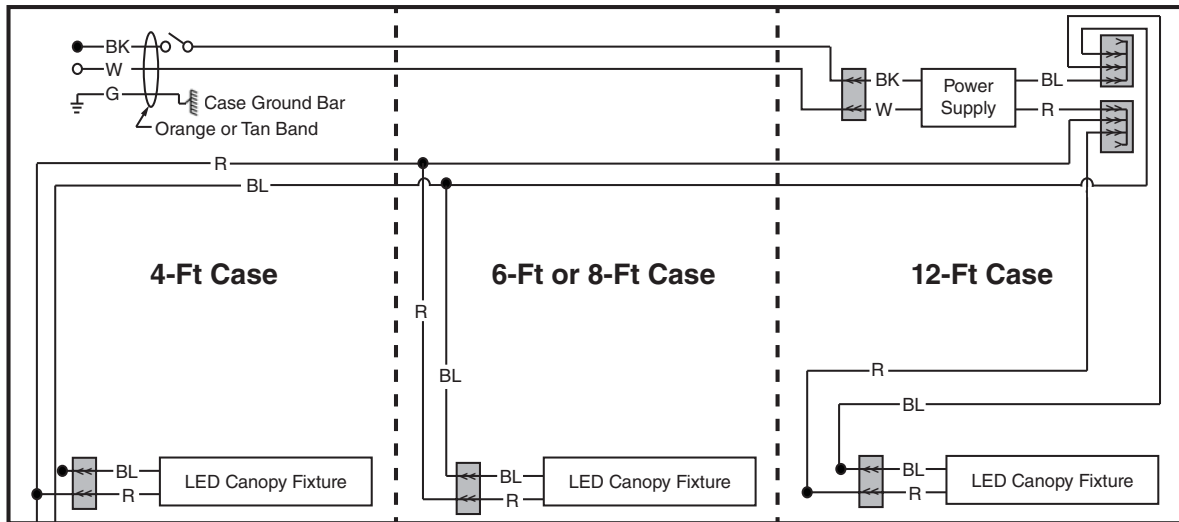 BK
W
G
Case Ground Bar
Orange or Tan Band
BK
W
Power
Supply
BL
R
R
BL
4-Ft Case
6-Ft or 8-Ft Case
12-Ft Case
R
BL
R
BL
BL
R
LED Canopy Fixture
BL
R
LED Canopy Fixture
BL
R
LED Canopy Fixture